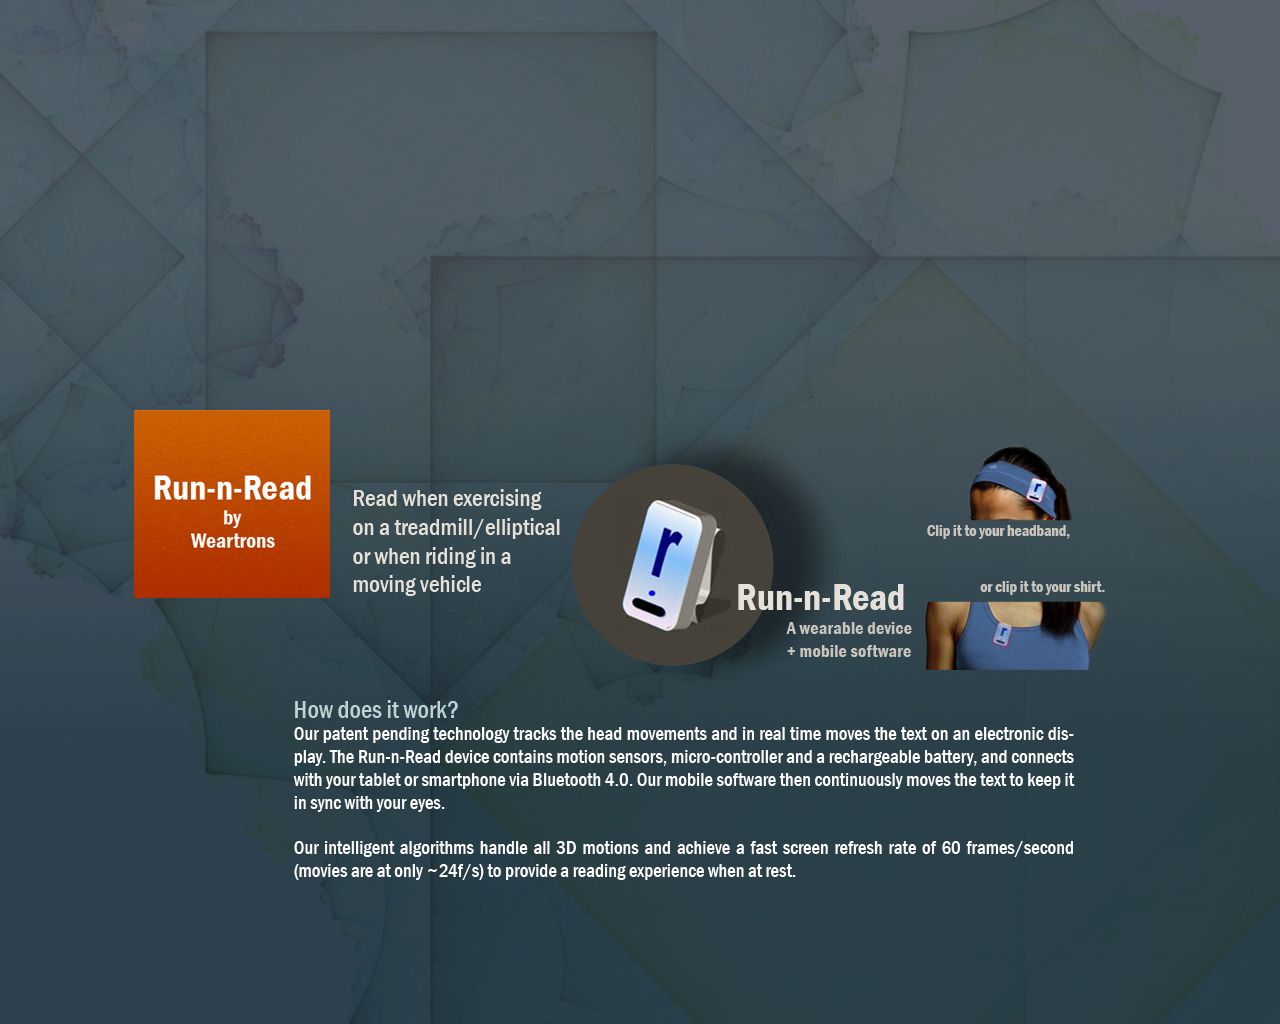 Run-n-Read
by
Weartrons
Read when exercising
on a treadmill/elliptical
or when riding in a
moving vehicle
r
Run-n-Read
A wearable device
+ mobile software
r
Clip it to your headband,
or clip it to your shirt.
r
How does it work?
Our patent pending technology tracks the head movements and in real time moves the text on an electronic dis-
play. The Run-n-Read device contains motion sensors, micro-controller and a rechargeable battery, and connects
with your tablet or smartphone via Bluetooth 4.0. Our mobile software then continuously moves the text to keep it
in sync with your eyes.
Our intelligent algorithms handle all 3D motions and achieve a fast screen refresh rate of 60 frames/second
(movies are at only ~24f/s) to provide a reading experience when at rest.